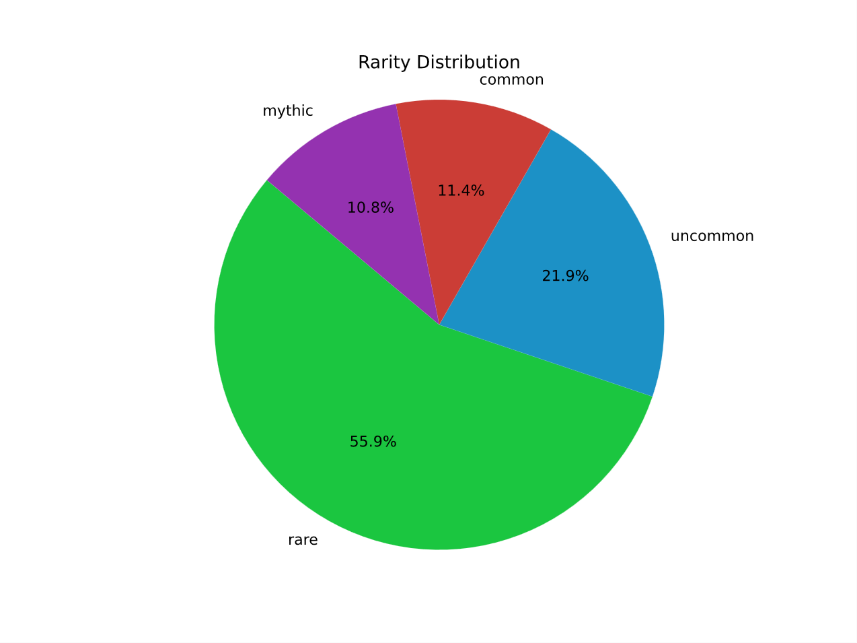 Rarity Distribution
common
mythic
11.4%
10.8%
uncommon
21.9%
55.9%
rare